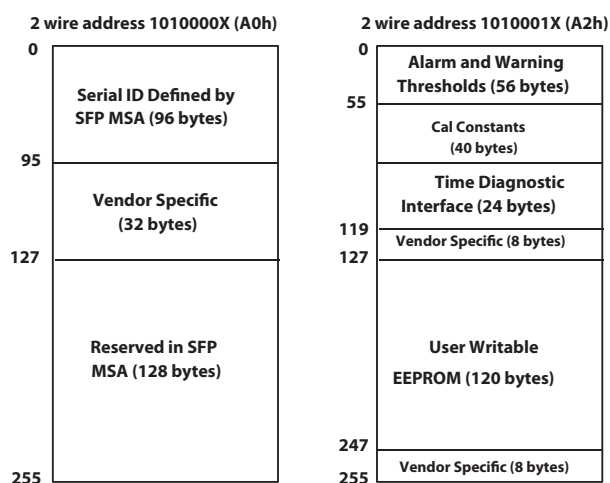 2 wire address 1010000X (A0h)
0
Serial ID Defined by
SFP MSA (96 bytes)
95
Vendor Specific
(32 bytes)
127
Reserved in SFP
MSA (128 bytes)
255
2 wire address 1010001X (A2h)
0
Alarm and Warning
Thresholds (56 bytes)
55
Cal Constants
(40 bytes)
Time Diagnostic
Interface (24 bytes)
119
Vendor Specific (8 bytes)
127
User Writable
EEPROM (120 bytes)
247
Vendor Specific (8 bytes)
255